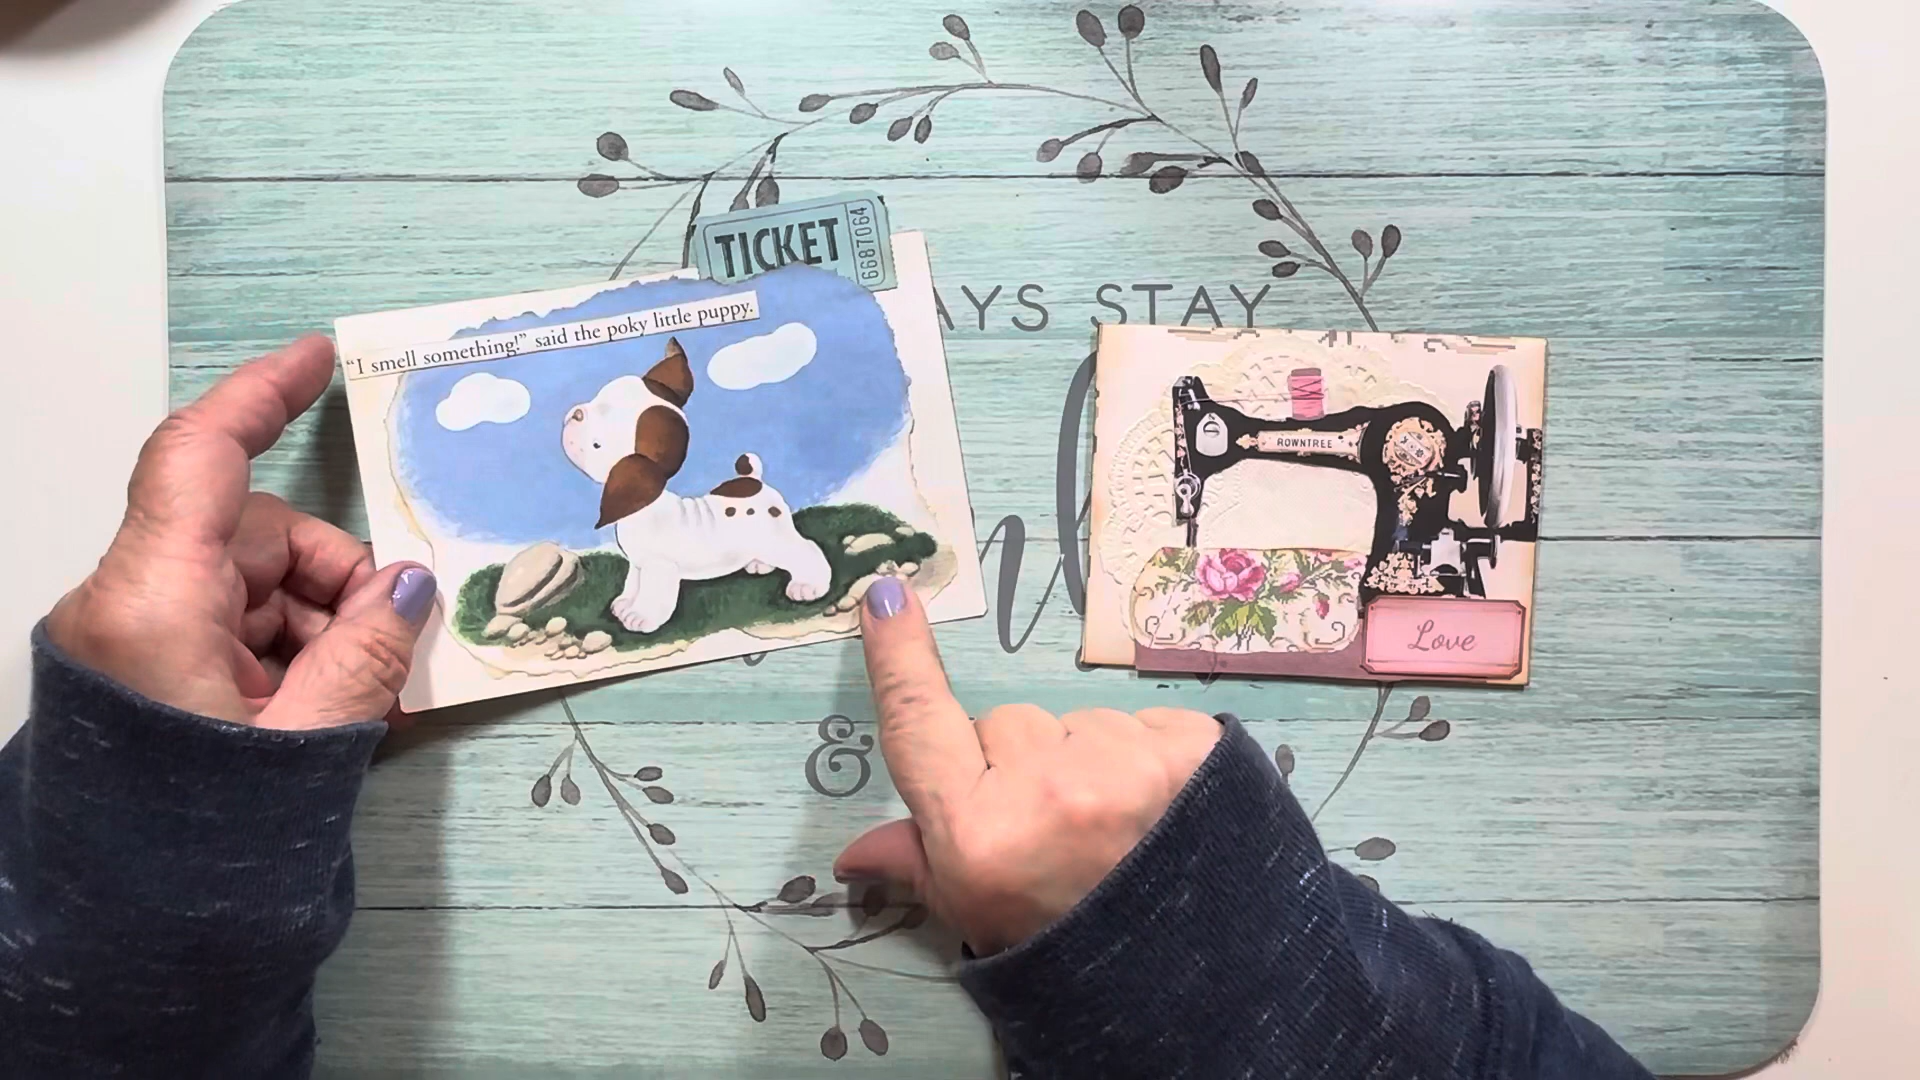 TICKET
6687064
"I smell something!" said the poky little puppy.
AYS STAY
&
ROWNTREE
Love